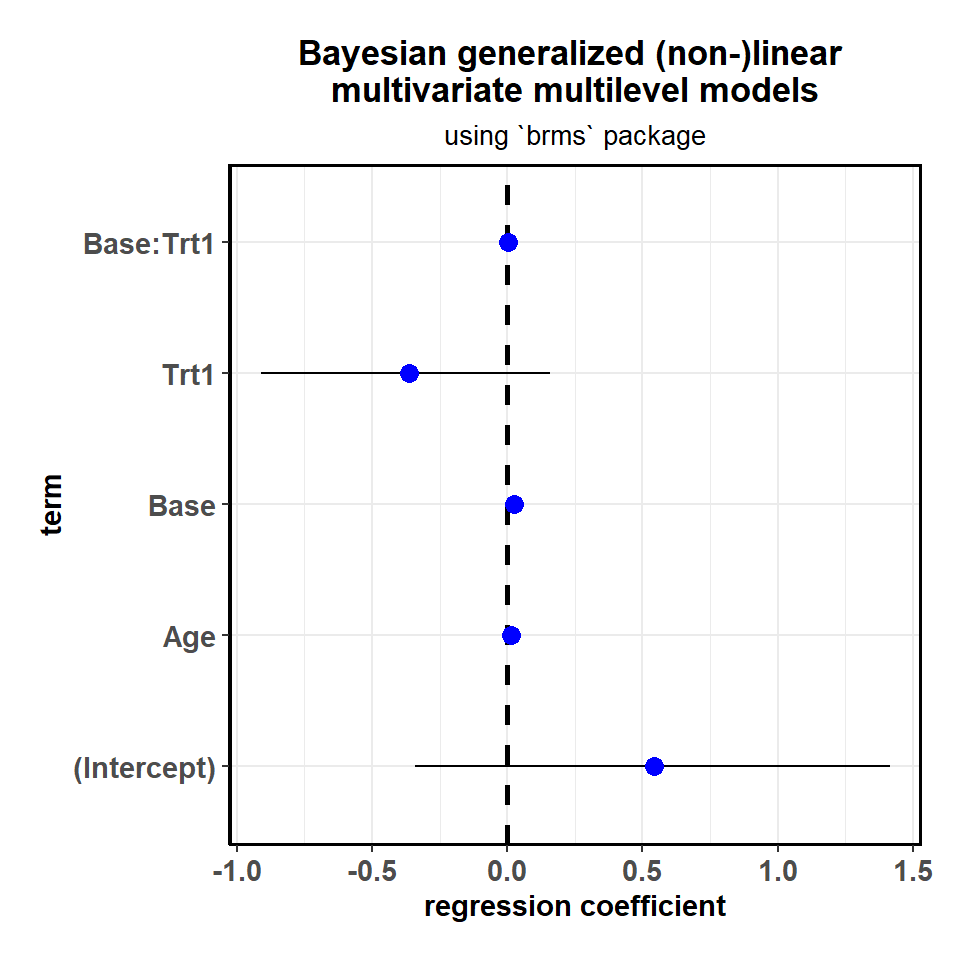 Bayesian generalized (non-)linear
multivariate multilevel models
using `brms` package
Base:Trt1
Trt1
Base
Age
(Intercept)
term
-1.0 -0.5 0.0 0.5 1.0 1.5
regression coefficient